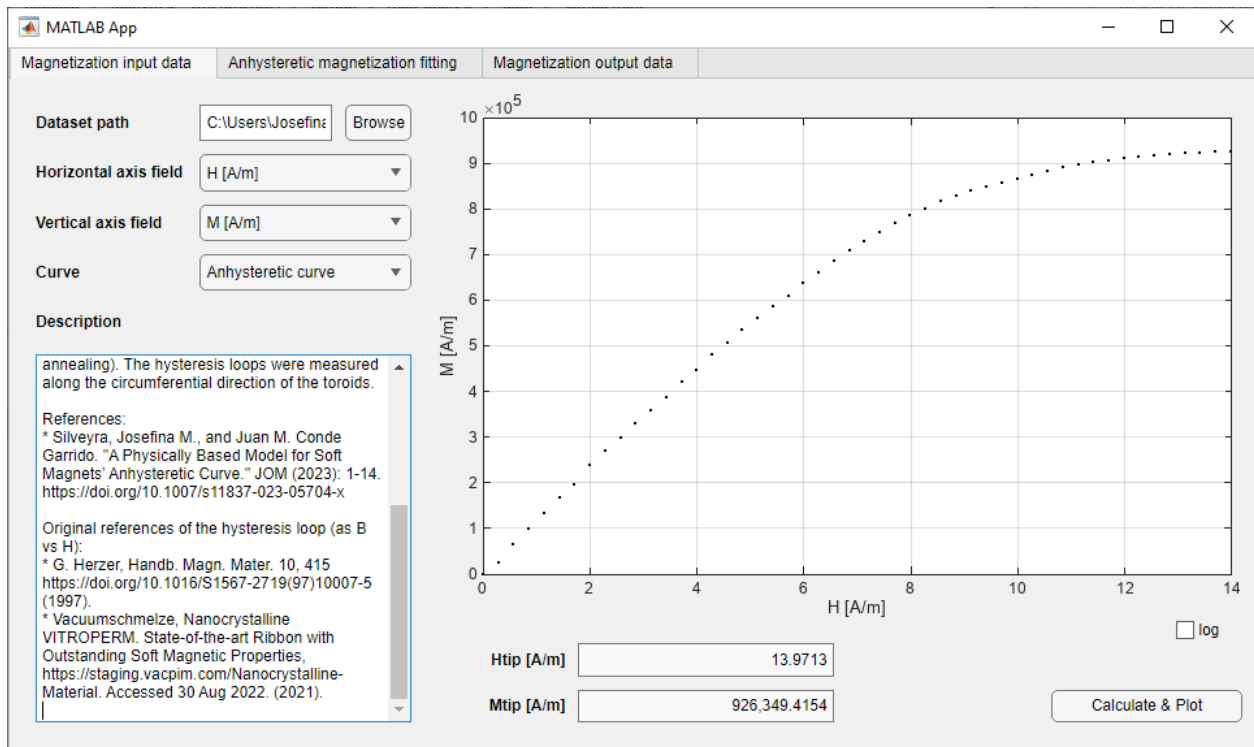 MATLAB App
Magnetization input data
Anhysteretic magnetization fitting
Magnetization output data
Dataset path
C:\Users\Josefina
Browse
Horizontal axis field
H [A/m]
Vertical axis field
M [A/m]
Curve
Anhysteretic curve
Description
annealing). The hysteresis loops were measured
along the circumferential direction of the toroids.
References:
* Silveyra, Josefina M., and Juan M. Conde
Garrido. "A Physically Based Model for Soft
Magnets' Anhysteretic Curve." JOM (2023): 1-14.
https://doi.org/10.1007/s11837-023-05704-x
Original references of the hysteresis loop (as B
vs H):
* G. Herzer, Handb. Magn. Mater. 10, 415
https://doi.org/10.1016/S1567-2719(97)10007-5
(1997).
* Vacuumschmelze, Nanocrystalline
VITROPERM. State-of-the-art Ribbon with
Outstanding Soft Magnetic Properties,
https://staging.vacpim.com/Nanocrystalline-
Material. Accessed 30 Aug 2022. (2021).
×10⁵
10
9
8
7
6
5
4
3
2
1
0
M [A/m]
0 2 4 6 8 10 12 14
H [A/m]
log
Htip [A/m]
13.9713
Mtip [A/m]
926,349.4154
Calculate & Plot